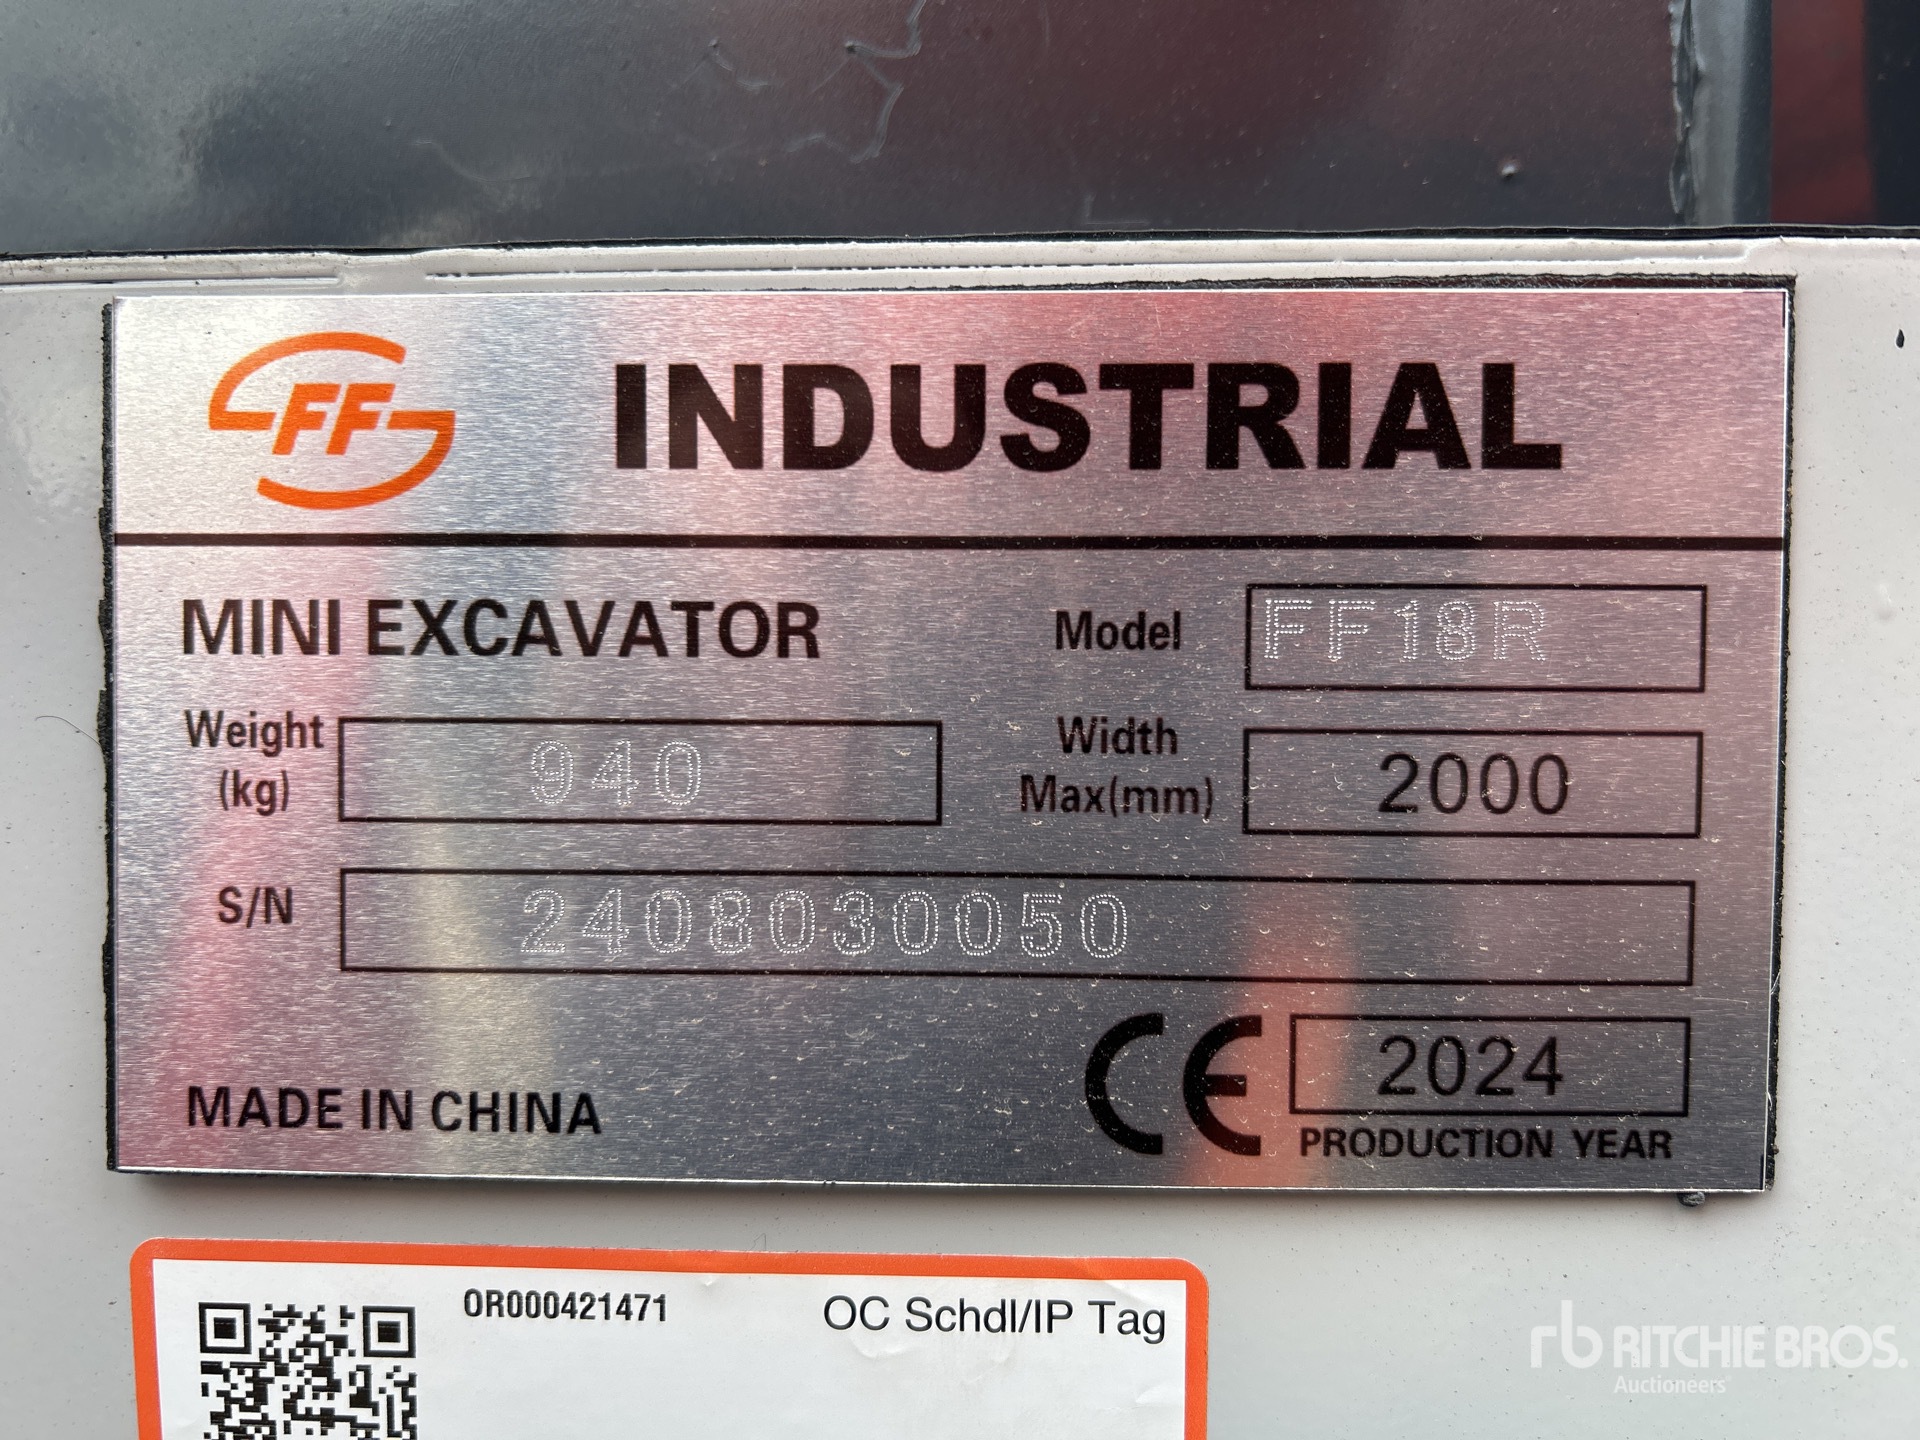 FF INDUSTRIAL
MINI EXCAVATOR Model FF18R
Weight (kg) 940 Width Max(mm) 2000
S/N 2408030050
MADE IN CHINA CE 2024
PRODUCTION YEAR
OR000421471 OC Schdl/IP Tag
rb RITCHIE BROS.
Auctioneers